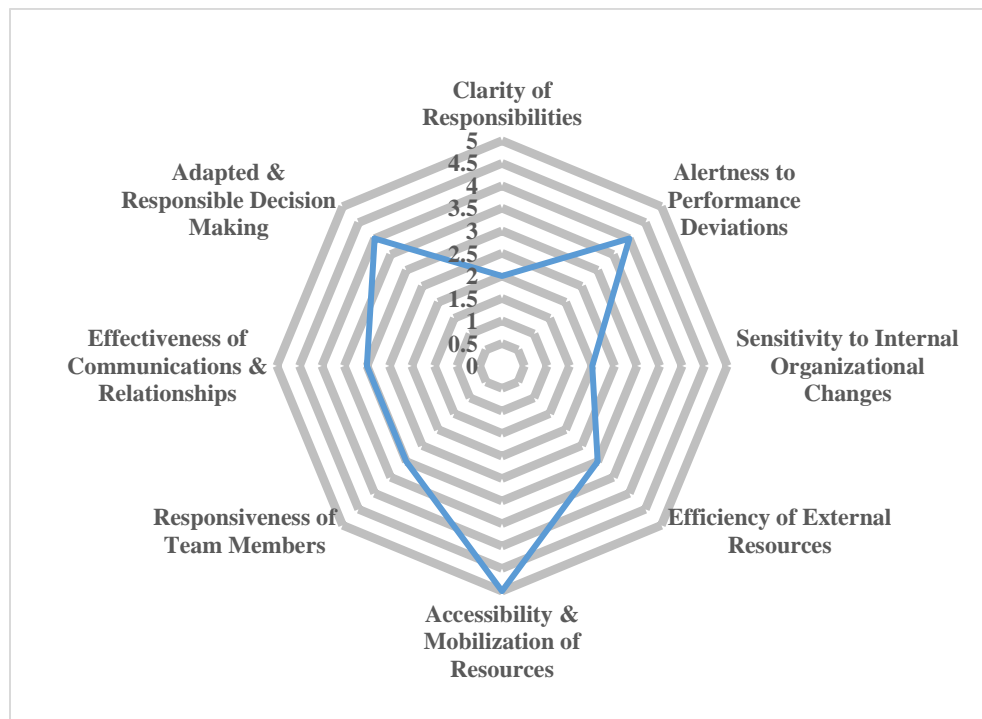 Clarity of
Responsibilities
5
4.5
4
3.5
3
2.5
2
1.5
1
0.5
0
Alertness to
Performance
Deviations
Sensitivity to Internal
Organizational
Changes
Efficiency of External
Resources
Accessibility &
Mobilization of
Resources
Responsiveness of
Team Members
Effectiveness of
Communications &
Relationships
Adapted &
Responsible Decision
Making